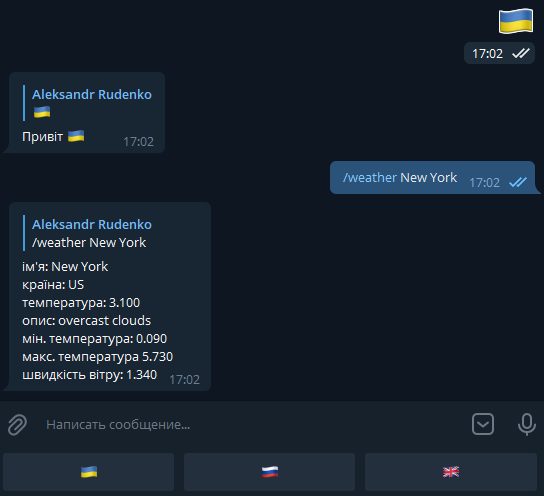 17:02
Aleksandr Rudenko
Привіт
17:02
/weather New York
17:02
Aleksandr Rudenko
/weather New York
ім'я: New York
країна: US
температура: 3.100
опис: overcast clouds
мін. температура: 0.090
макс. температура 5.730
швидкість вітру: 1.340
17:02
Написать сообщение...